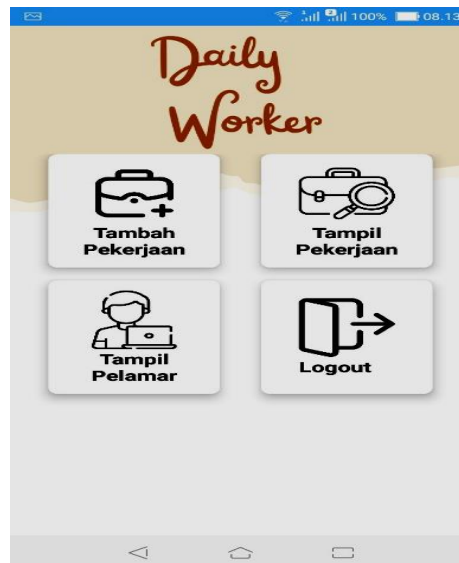 100% 08.13
Daily
Worker
Tambah
Pekerjaan
Tampil
Pekerjaan
Tampil
Pelamar
Logout